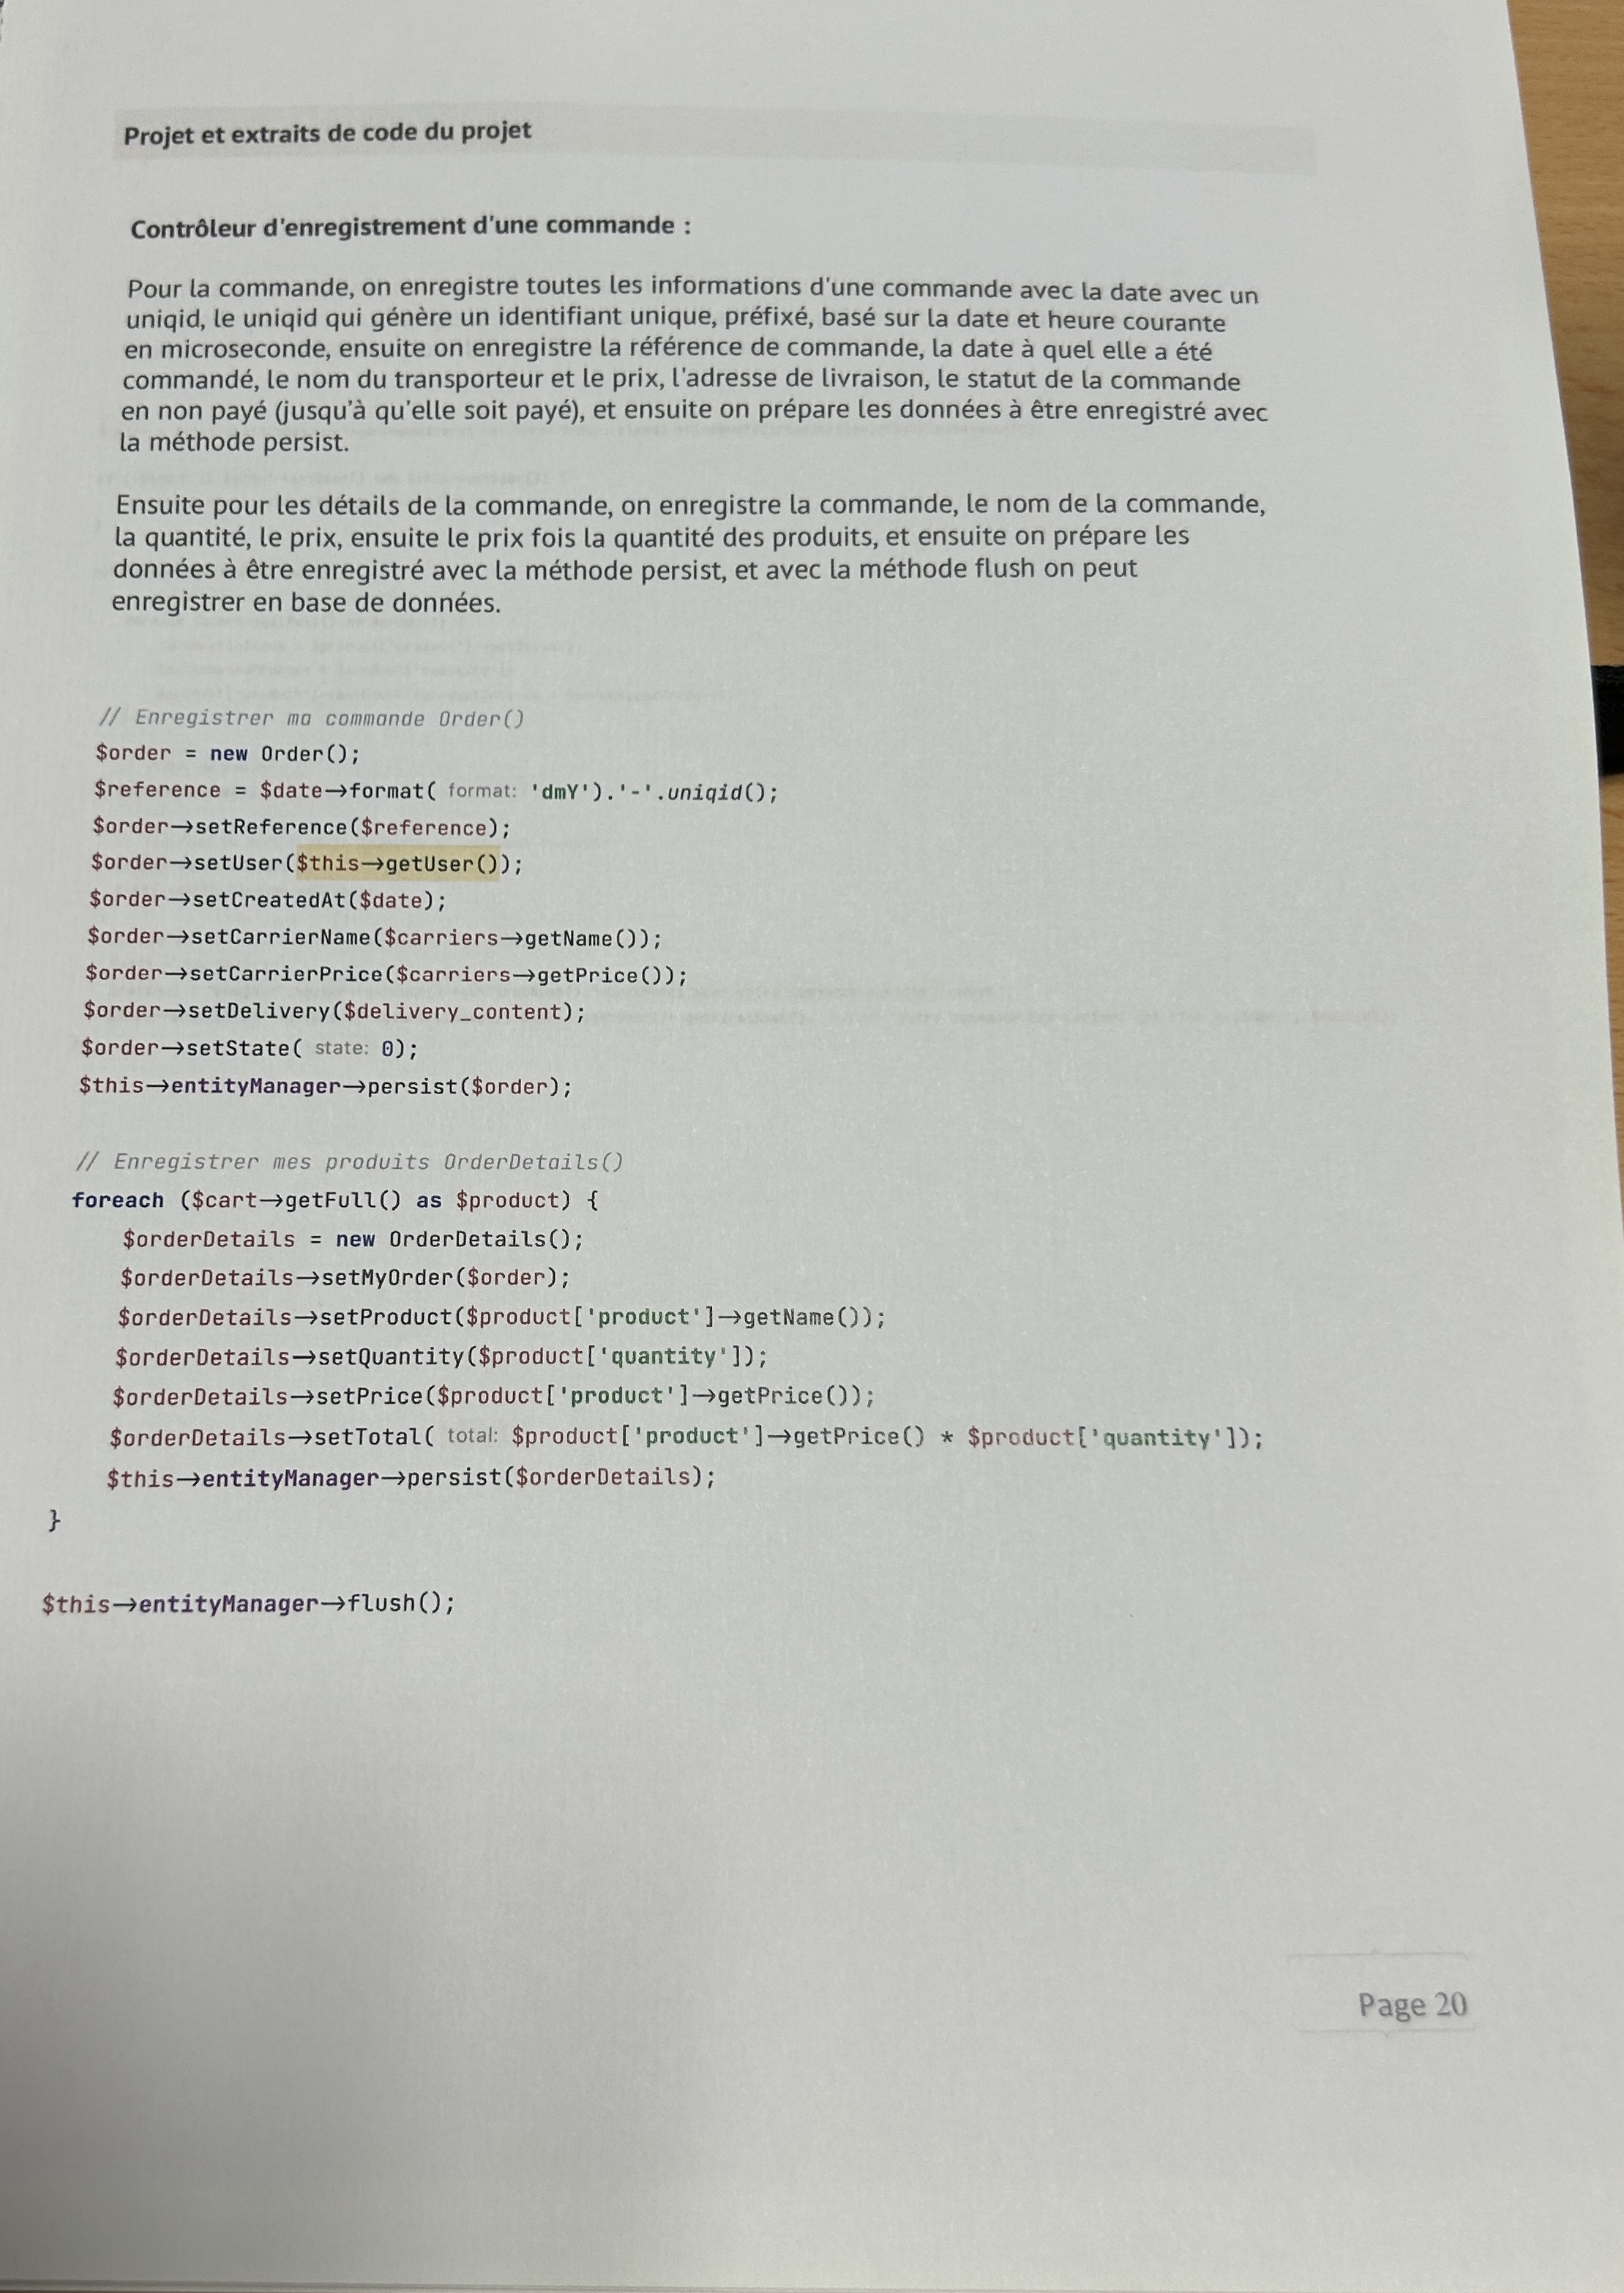 Projet et extraits de code du projet
Contrôleur d'enregistrement d'une commande :
Pour la commande, on enregistre toutes les informations d'une commande avec la date avec un
uniqid, le uniqid qui génère un identifiant unique, préfixé, basé sur la date et heure courante
en microseconde, ensuite on enregistre la référence de commande, la date à quel elle a été
commandé, le nom du transporteur et le prix, l'adresse de livraison, le statut de la commande
en non payé (jusqu'à qu'elle soit payé), et ensuite on prépare les données à être enregistré avec
la méthode persist.
Ensuite pour les détails de la commande, on enregistre la commande, le nom de la commande,
la quantité, le prix, ensuite le prix fois la quantité des produits, et ensuite on prépare les
données à être enregistré avec la méthode persist, et avec la méthode flush on peut
enregistrer en base de données.
// Enregistrer ma commande Order()
$order = new Order();
$reference = $date→format( format: 'dmY').'-'.uniqid();
$order→setReference($reference);
$order→setUser($this→getUser());
$order→setCreatedAt($date);
$order→setCarrierName($carriers→getName());
$order→setCarrierPrice($carriers→getPrice());
$order→setDelivery($delivery_content);
$order→setState( state: 0);
$this→entityManager→persist($order);
// Enregistrer mes produits OrderDetails()
foreach ($cart→getFull() as $product) {
$orderDetails = new OrderDetails();
$orderDetails→setMyOrder($order);
$orderDetails→setProduct($product['product']→getName());
$orderDetails→setQuantity($product['quantity']);
$orderDetails→setPrice($product['product']→getPrice());
$orderDetails→setTotal( total: $product['product']→getPrice() * $product['quantity']);
$this→entityManager→persist($orderDetails);
}
$this→entityManager→flush();
Page 20